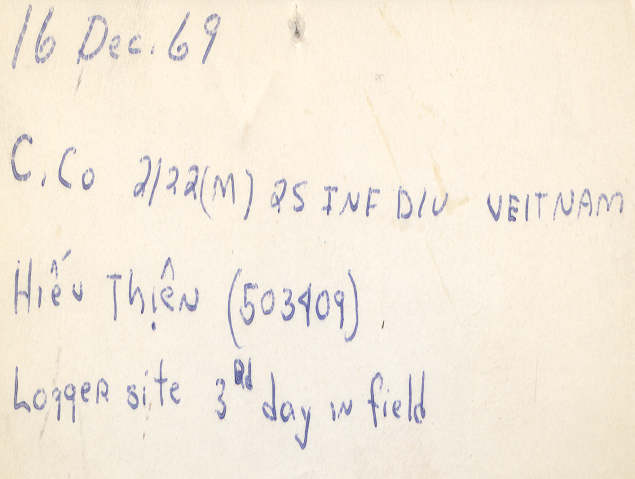 16 Dec. 69
C. Co 2/22(M) 25 INF DIV VEITNAM
Hiếu Thiện (503409).
Logger site 3Rd day in field